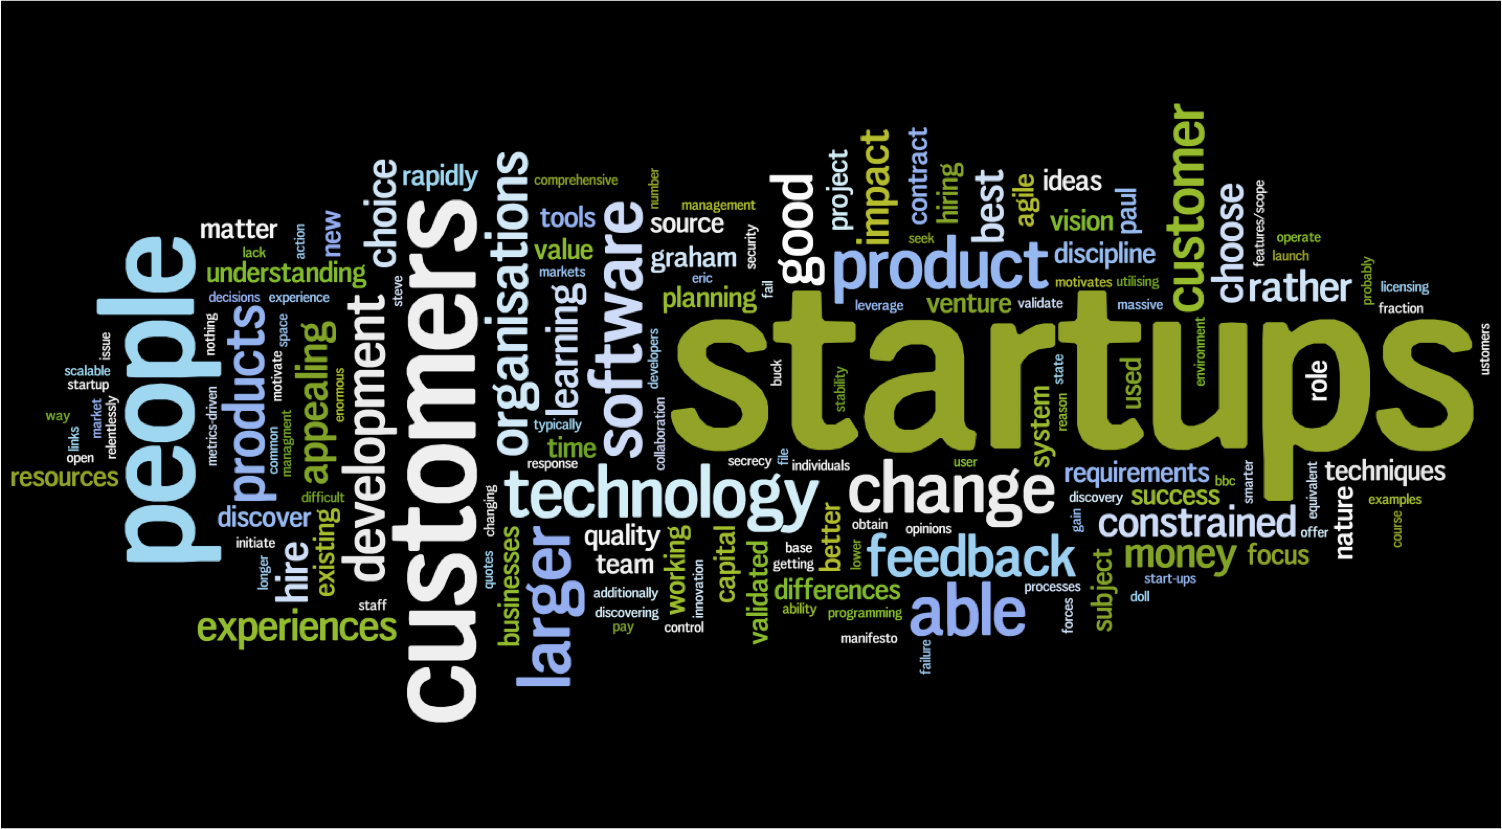 people
customers
startups
matter
lack
action
new
choice
rapidly
understanding
decisions
experience
steve
nothing
products
space
motivate
appealing
enormous
development
issue
scalable
startup
way
links
market
relentlessly
open
resources
metrics-driven
common
managment
difficult
discover
initiate
longer
hire
existing
staff
experiences
organisations
comprehensive
tools
value
markets
learning
software
typically
time
response
number
management
source
security
graham
eric
planning
fail
developers
collaboration
good
project
impact
contract
hiring
seek
best
agile
ideas
vision
paul
product
discipline
motivates
utilising
leverage
venture
validate
massive
customer
choose
features/scope
operate
launch
rather
probably
licensing
fraction
ustomers
buck
stability
state
reason
system
used
environment
role
technology
secrecy
file
individuals
user
change
requirements
bbc
smarter
discovery
success
gain
constrained
equivalent
offer
techniques
nature
examples
course
changing
quotes
businesses
larger
quality
team
additionally
discovering
pay
working
control
innovation
capital
validated
base
getting
better
lower
obtain
opinions
feedback
differences
ability
programming
manifesto
able
failure
processes
forces
subject
money
focus
start-ups
doll